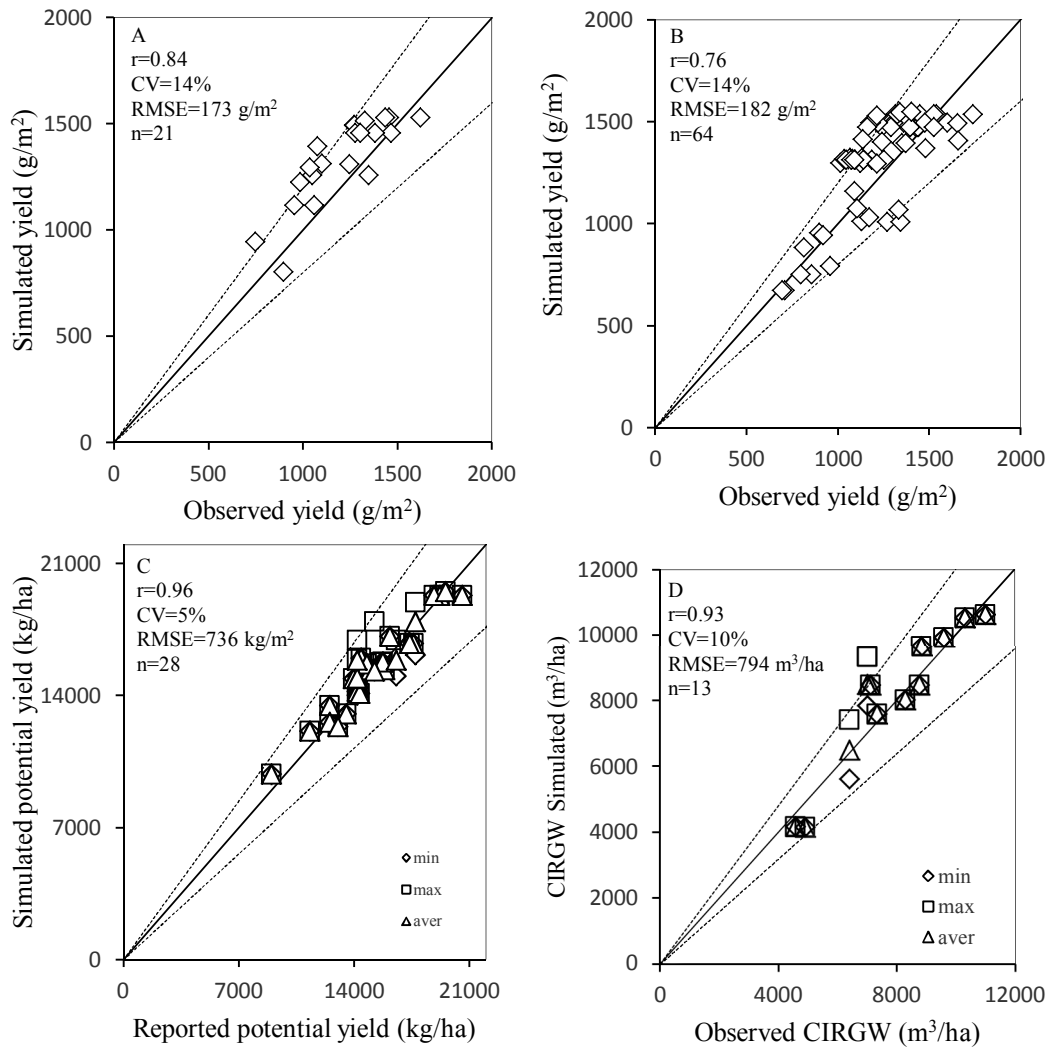 2000
1500
1000
500
0
Simulated yield (g/m²)
A
r=0.84
CV=14%
RMSE=173 g/m²
n=21
0 500 1000 1500 2000
Observed yield (g/m²)
2000
1500
1000
500
0
Simulated yield (g/m²)
B
r=0.76
CV=14%
RMSE=182 g/m²
n=64
0 500 1000 1500 2000
Observed yield (g/m²)
21000
14000
7000
0
Simulated potential yield (kg/ha)
C
r=0.96
CV=5%
RMSE=736 kg/m²
n=28
min
max
aver
0 7000 14000 21000
Reported potential yield (kg/ha)
12000
10000
8000
6000
4000
2000
0
CIRGW Simulated (m³/ha)
D
r=0.93
CV=10%
RMSE=794 m³/ha
n=13
min
max
aver
0 4000 8000 12000
Observed CIRGW (m³/ha)